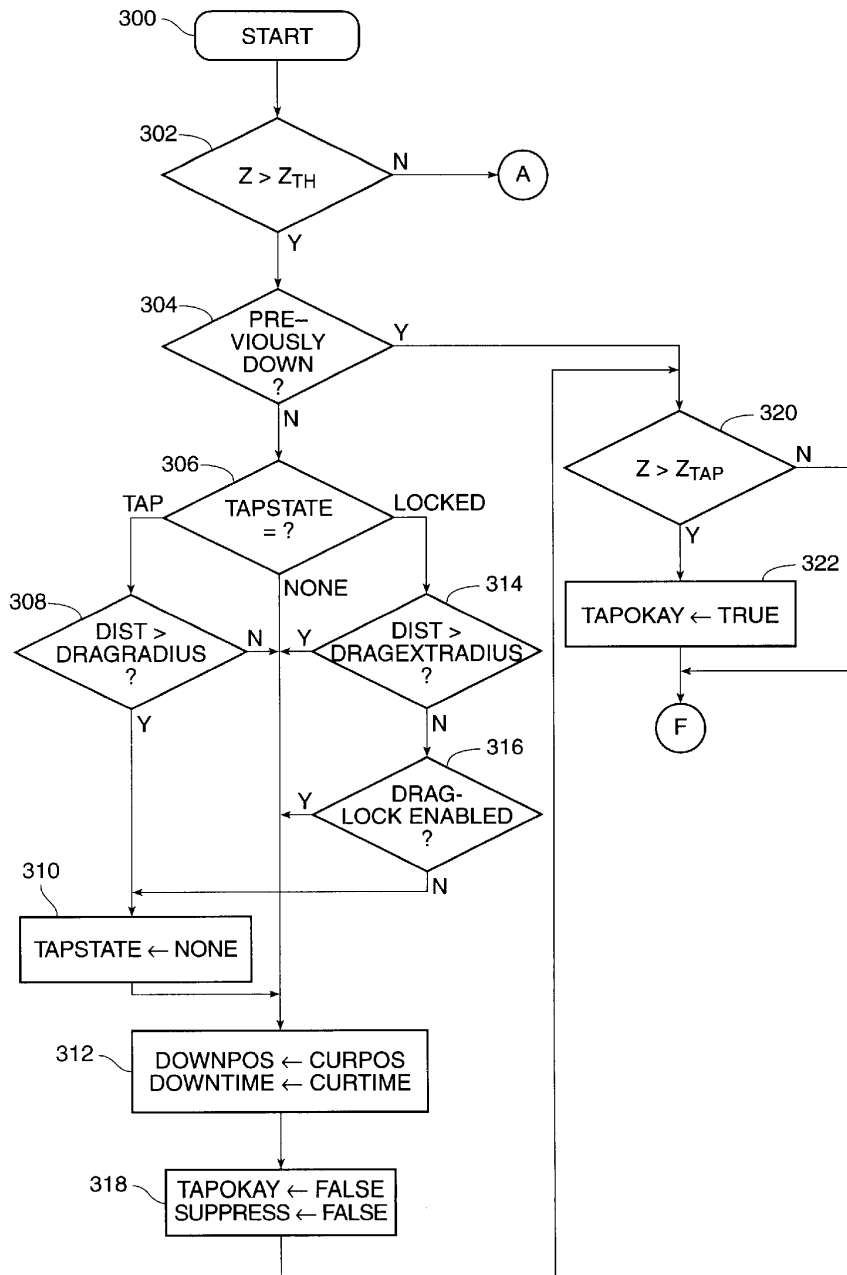 300
START
302
Z > ZTH
N
A
Y
304
PRE–
VIOUSLY
DOWN
?
Y
N
306
TAPSTATE
= ?
TAP
LOCKED
NONE
320
Z > ZTAP
N
Y
322
TAPOKAY ← TRUE
F
308
DIST >
DRAGRADIUS
?
N
Y
314
DIST >
DRAGEXTRADIUS
?
Y
N
316
DRAG-
LOCK ENABLED
?
Y
N
310
TAPSTATE ← NONE
312
DOWNPOS ← CURPOS
DOWNTIME ← CURTIME
318
TAPOKAY ← FALSE
SUPPRESS ← FALSE